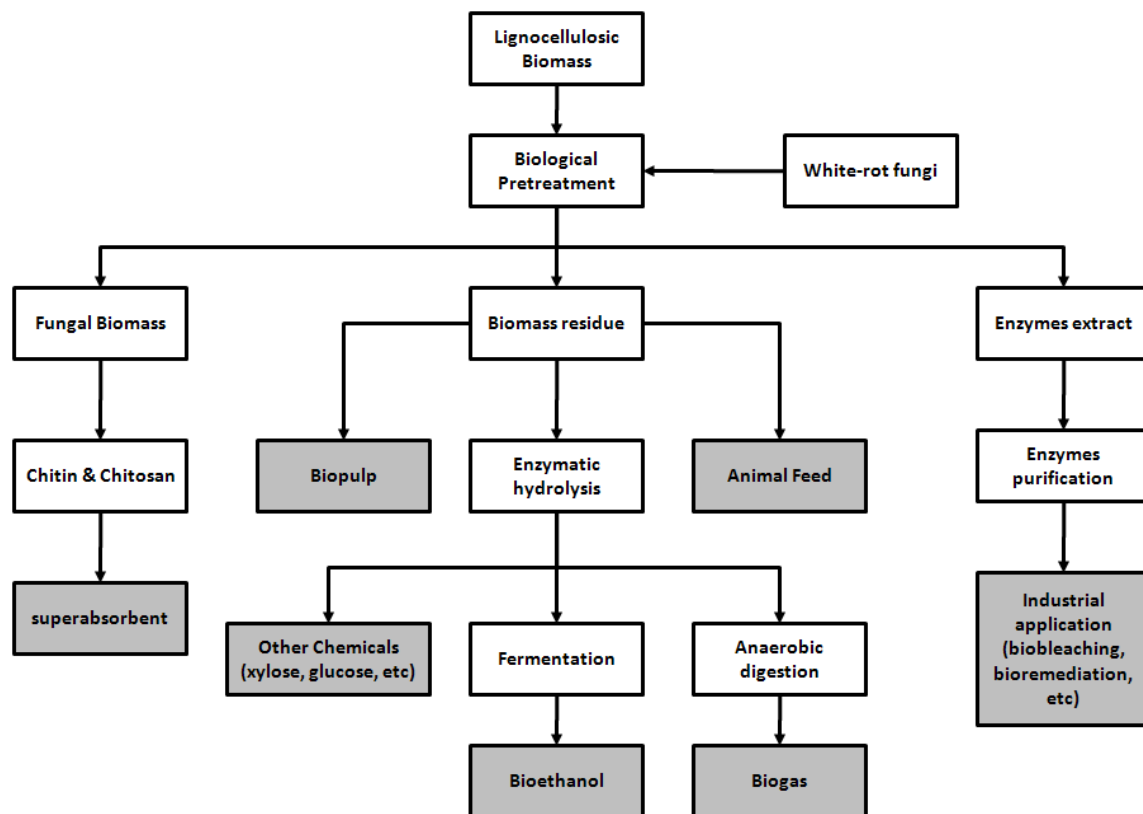 Lignocellulosic
Biomass
Biological
Pretreatment
White-rot fungi
Fungal Biomass
Biomass residue
Enzymes extract
Chitin & Chitosan
Biopulp
Enzymatic
hydrolysis
Animal Feed
Enzymes
purification
superabsorbent
Other Chemicals
(xylose, glucose, etc)
Fermentation
Anaerobic
digestion
Industrial
application
(biobleaching,
bioremediation,
etc)
Bioethanol
Biogas